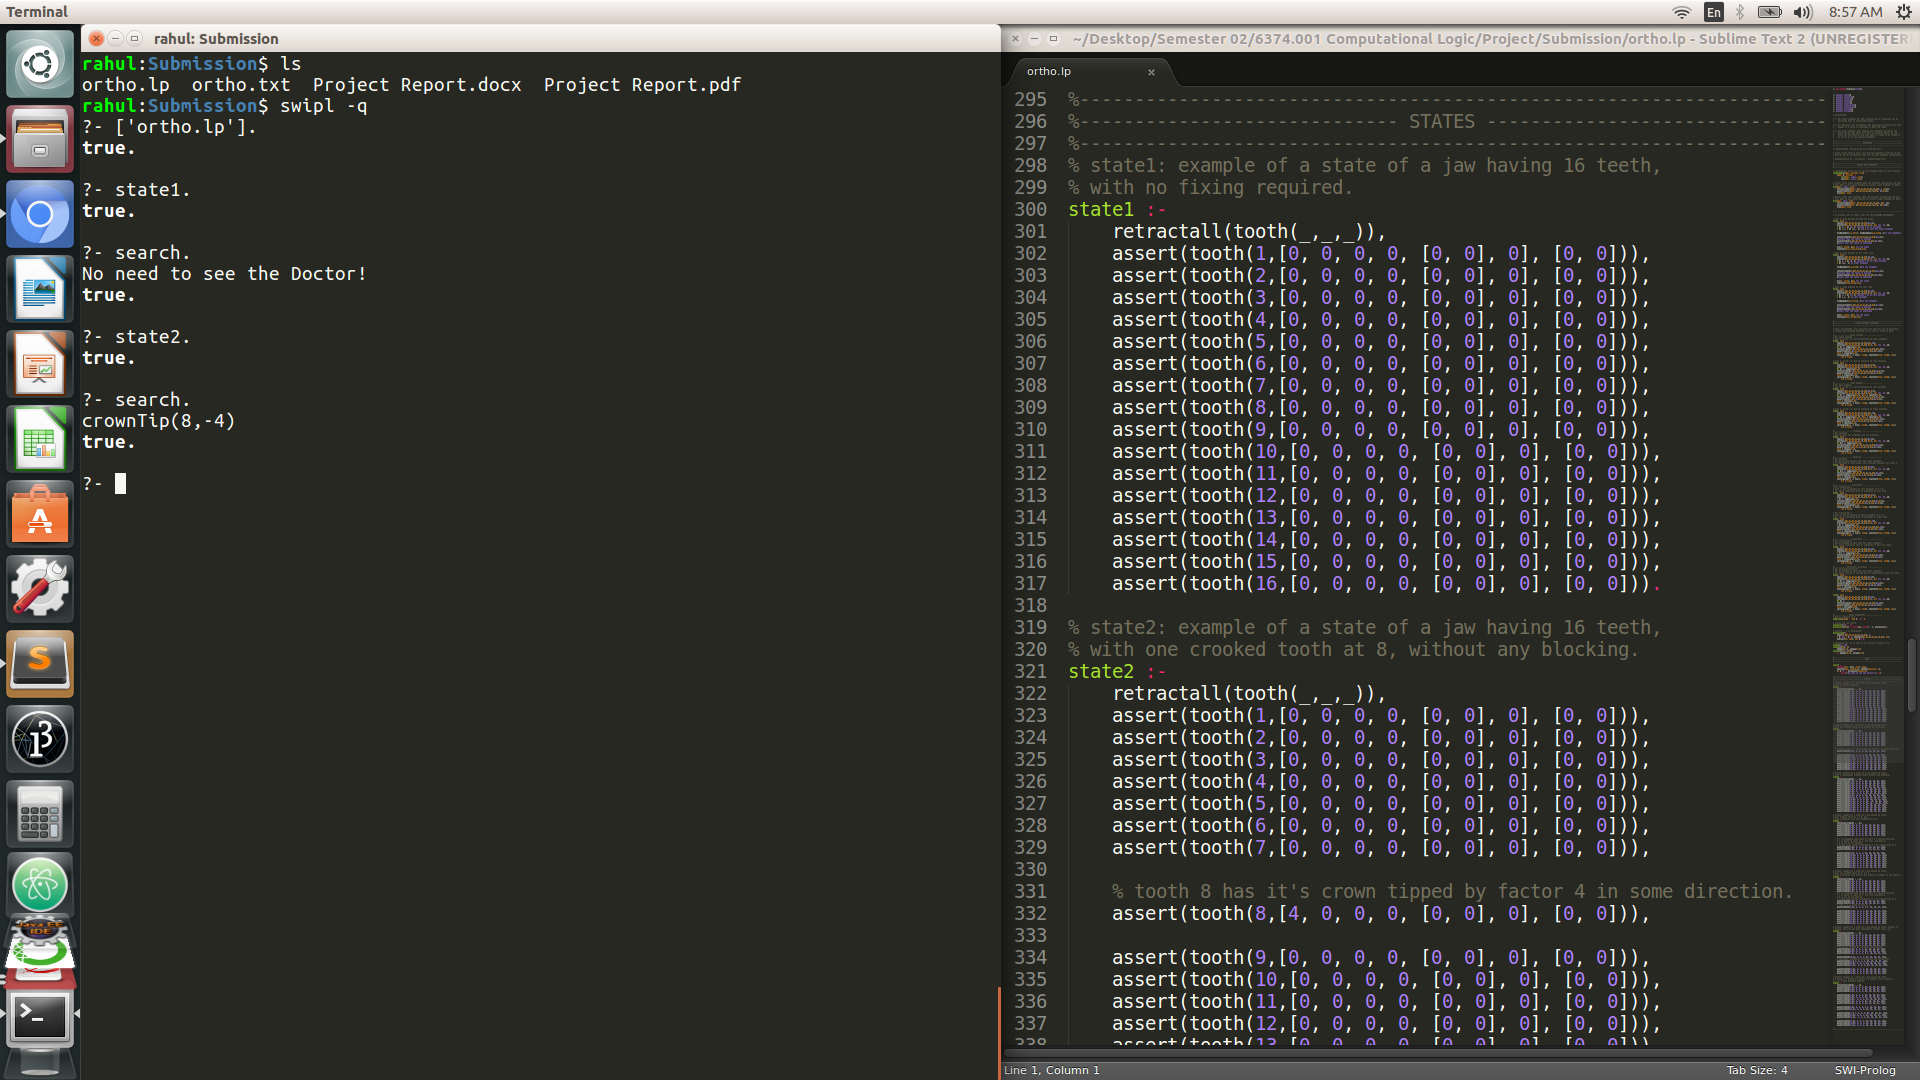 Terminal
En
8:57 AM
rahul: Submission
rahul:Submission$ ls
ortho.lp  ortho.txt  Project Report.docx  Project Report.pdf
rahul:Submission$ swipl -q
?- ['ortho.lp'].
true.
?- state1.
true.
?- search.
No need to see the Doctor!
true.
?- state2.
true.
?- search.
crownTip(8,-4)
true.
?-
~/Desktop/Semester 02/6374.001 Computational Logic/Project/Submission/ortho.lp - Sublime Text 2 (UNREGISTER
ortho.lp
295 %--------------------------------------------------------------------
296 %----------------------------- STATES -------------------------------
297 %--------------------------------------------------------------------
298 % state1: example of a state of a jaw having 16 teeth,
299 % with no fixing required.
300 state1 :-
301     retractall(tooth(_,_,_)),
302     assert(tooth(1,[0, 0, 0, 0, [0, 0], 0], [0, 0])),
303     assert(tooth(2,[0, 0, 0, 0, [0, 0], 0], [0, 0])),
304     assert(tooth(3,[0, 0, 0, 0, [0, 0], 0], [0, 0])),
305     assert(tooth(4,[0, 0, 0, 0, [0, 0], 0], [0, 0])),
306     assert(tooth(5,[0, 0, 0, 0, [0, 0], 0], [0, 0])),
307     assert(tooth(6,[0, 0, 0, 0, [0, 0], 0], [0, 0])),
308     assert(tooth(7,[0, 0, 0, 0, [0, 0], 0], [0, 0])),
309     assert(tooth(8,[0, 0, 0, 0, [0, 0], 0], [0, 0])),
310     assert(tooth(9,[0, 0, 0, 0, [0, 0], 0], [0, 0])),
311     assert(tooth(10,[0, 0, 0, 0, [0, 0], 0], [0, 0])),
312     assert(tooth(11,[0, 0, 0, 0, [0, 0], 0], [0, 0])),
313     assert(tooth(12,[0, 0, 0, 0, [0, 0], 0], [0, 0])),
314     assert(tooth(13,[0, 0, 0, 0, [0, 0], 0], [0, 0])),
315     assert(tooth(14,[0, 0, 0, 0, [0, 0], 0], [0, 0])),
316     assert(tooth(15,[0, 0, 0, 0, [0, 0], 0], [0, 0])),
317     assert(tooth(16,[0, 0, 0, 0, [0, 0], 0], [0, 0])).
318
319 % state2: example of a state of a jaw having 16 teeth,
320 % with one crooked tooth at 8, without any blocking.
321 state2 :-
322     retractall(tooth(_,_,_)),
323     assert(tooth(1,[0, 0, 0, 0, [0, 0], 0], [0, 0])),
324     assert(tooth(2,[0, 0, 0, 0, [0, 0], 0], [0, 0])),
325     assert(tooth(3,[0, 0, 0, 0, [0, 0], 0], [0, 0])),
326     assert(tooth(4,[0, 0, 0, 0, [0, 0], 0], [0, 0])),
327     assert(tooth(5,[0, 0, 0, 0, [0, 0], 0], [0, 0])),
328     assert(tooth(6,[0, 0, 0, 0, [0, 0], 0], [0, 0])),
329     assert(tooth(7,[0, 0, 0, 0, [0, 0], 0], [0, 0])),
330
331     % tooth 8 has it's crown tipped by factor 4 in some direction.
332     assert(tooth(8,[4, 0, 0, 0, [0, 0], 0], [0, 0])),
333
334     assert(tooth(9,[0, 0, 0, 0, [0, 0], 0], [0, 0])),
335     assert(tooth(10,[0, 0, 0, 0, [0, 0], 0], [0, 0])),
336     assert(tooth(11,[0, 0, 0, 0, [0, 0], 0], [0, 0])),
337     assert(tooth(12,[0, 0, 0, 0, [0, 0], 0], [0, 0])),
Line 1, Column 1
Tab Size: 4
SWI-Prolog